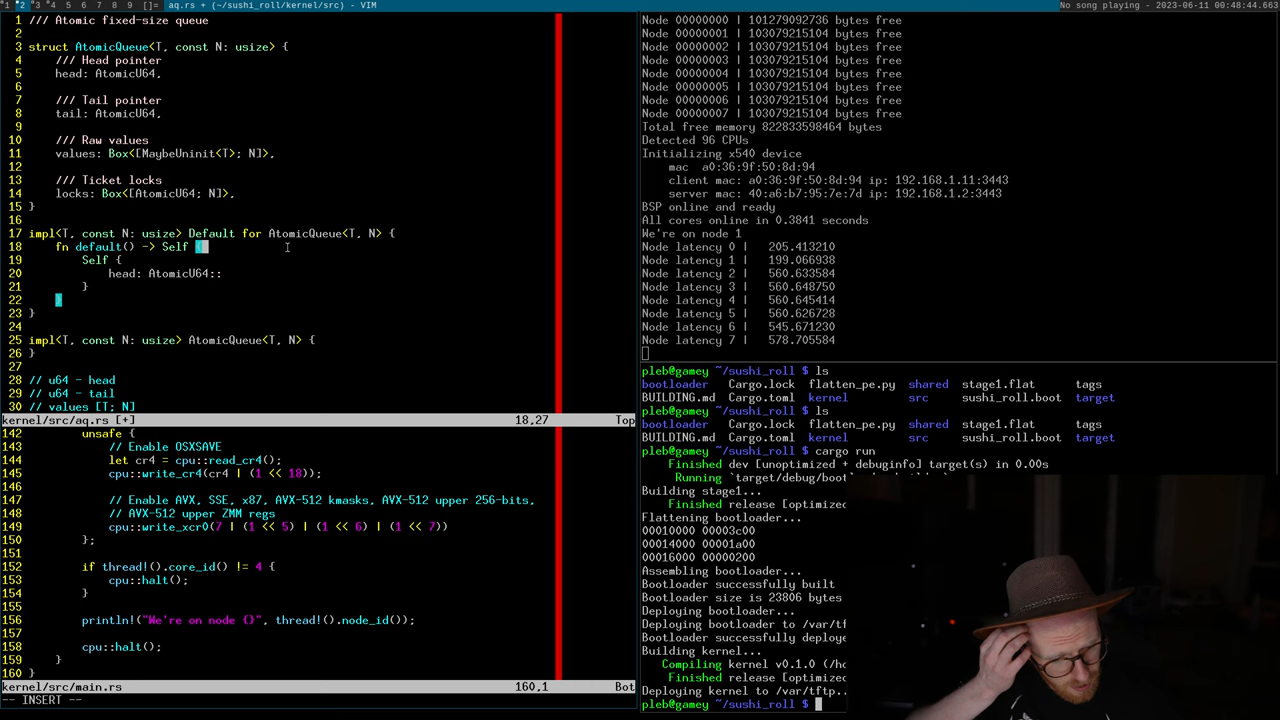 1 2 3 4 5 6 7 8 9 []= aq.rs + (~/sushi_roll/kernel/src) - VIM
No song playing - 2023-06-11 00:48:44.663
1 /// Atomic fixed-size queue
2
3 struct AtomicQueue<T, const N: usize> {
4 /// Head pointer
5 head: AtomicU64,
6
7 /// Tail pointer
8 tail: AtomicU64,
9
10 /// Raw values
11 values: Box<[MaybeUninit<T>; N]>,
12
13 /// Ticket locks
14 locks: Box<[AtomicU64; N]>,
15 }
16
17 impl<T, const N: usize> Default for AtomicQueue<T, N> {
18 fn default() -> Self {
19 Self {
20 head: AtomicU64::
21 }
22 }
23 }
24
25 impl<T, const N: usize> AtomicQueue<T, N> {
26 }
27
28 // u64 - head
29 // u64 - tail
30 // values [T; N]
kernel/src/aq.rs [+] 18,27 Top
142 unsafe {
143 // Enable OSXSAVE
144 let cr4 = cpu::read_cr4();
145 cpu::write_cr4(cr4 | (1 << 18));
146
147 // Enable AVX, SSE, x87, AVX-512 kmasks, AVX-512 upper 256-bits,
148 // AVX-512 upper ZMM regs
149 cpu::write_xcr0(7 | (1 << 5) | (1 << 6) | (1 << 7))
150 };
151
152 if thread!().core_id() != 4 {
153 cpu::halt();
154 }
155
156 println!("We're on node {}", thread!().node_id());
157
158 cpu::halt();
159 }
160 }
kernel/src/main.rs 160,1 Bot
-- INSERT --
Node 00000000 | 101279092736 bytes free
Node 00000001 | 103079215104 bytes free
Node 00000002 | 103079215104 bytes free
Node 00000003 | 103079215104 bytes free
Node 00000004 | 103079215104 bytes free
Node 00000005 | 103079215104 bytes free
Node 00000006 | 103079215104 bytes free
Node 00000007 | 103079215104 bytes free
Total free memory 822833598464 bytes
Detected 96 CPUs
Initializing x540 device
mac a0:36:9f:50:8d:94
client mac: a0:36:9f:50:8d:94 ip: 192.168.1.11:3443
server mac: 40:a6:b7:95:7e:7d ip: 192.168.1.2:3443
BSP online and ready
All cores online in 0.3841 seconds
We're on node 1
Node latency 0 | 205.413210
Node latency 1 | 199.066938
Node latency 2 | 560.633584
Node latency 3 | 560.648750
Node latency 4 | 560.645414
Node latency 5 | 560.626728
Node latency 6 | 545.671230
Node latency 7 | 578.705584
pleb@gamey ~/sushi_roll $ ls
bootloader Cargo.lock flatten_pe.py shared stage1.flat tags
BUILDING.md Cargo.toml kernel src sushi_roll.boot target
pleb@gamey ~/sushi_roll $ ls
bootloader Cargo.lock flatten_pe.py shared stage1.flat tags
BUILDING.md Cargo.toml kernel src sushi_roll.boot target
pleb@gamey ~/sushi_roll $ cargo run
Finished dev [unoptimized + debuginfo] target(s) in 0.00s
Running `target/debug/boot
Building stage1...
Finished release [optimized
Flattening bootloader...
00010000 00003c00
00014000 00001a00
00016000 00000200
Assembling bootloader...
Bootloader successfully built
Bootloader size is 23806 bytes
Deploying bootloader...
Deploying bootloader to /var/tf
Bootloader successfully deploye
Building kernel...
Compiling kernel v0.1.0 (/ho
Finished release [optimized
Deploying kernel to /var/tftp..
pleb@gamey ~/sushi_roll $